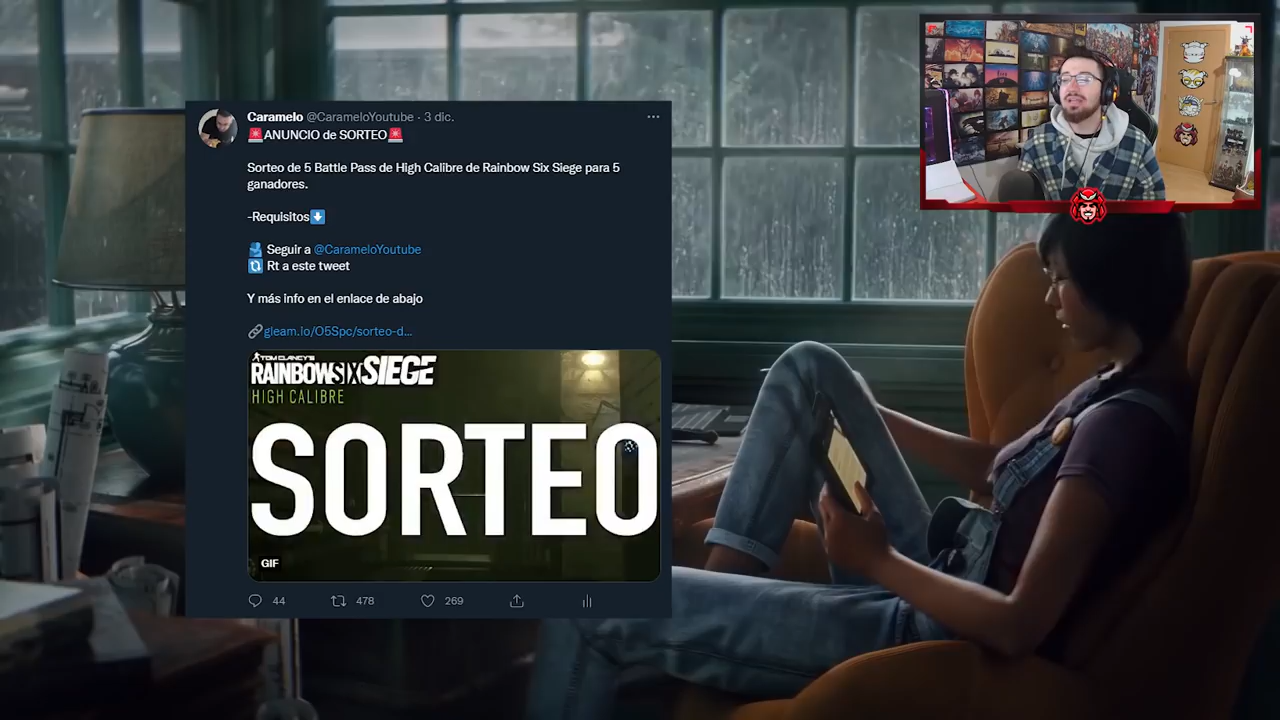 Caramelo @CarameloYoutube · 3 dic.
🚨ANUNCIO de SORTEO🚨
Sorteo de 5 Battle Pass de High Calibre de Rainbow Six Siege para 5
ganadores.
-Requisitos⬇️
👤 Seguir a @CarameloYoutube
🔃 Rt a este tweet
Y más info en el enlace de abajo
🔗gleam.io/O5Spc/sorteo-d...
TOM CLANCY'S
RAINBOWSIX SIEGE
HIGH CALIBRE
SORTEO
GIF
44 478 269